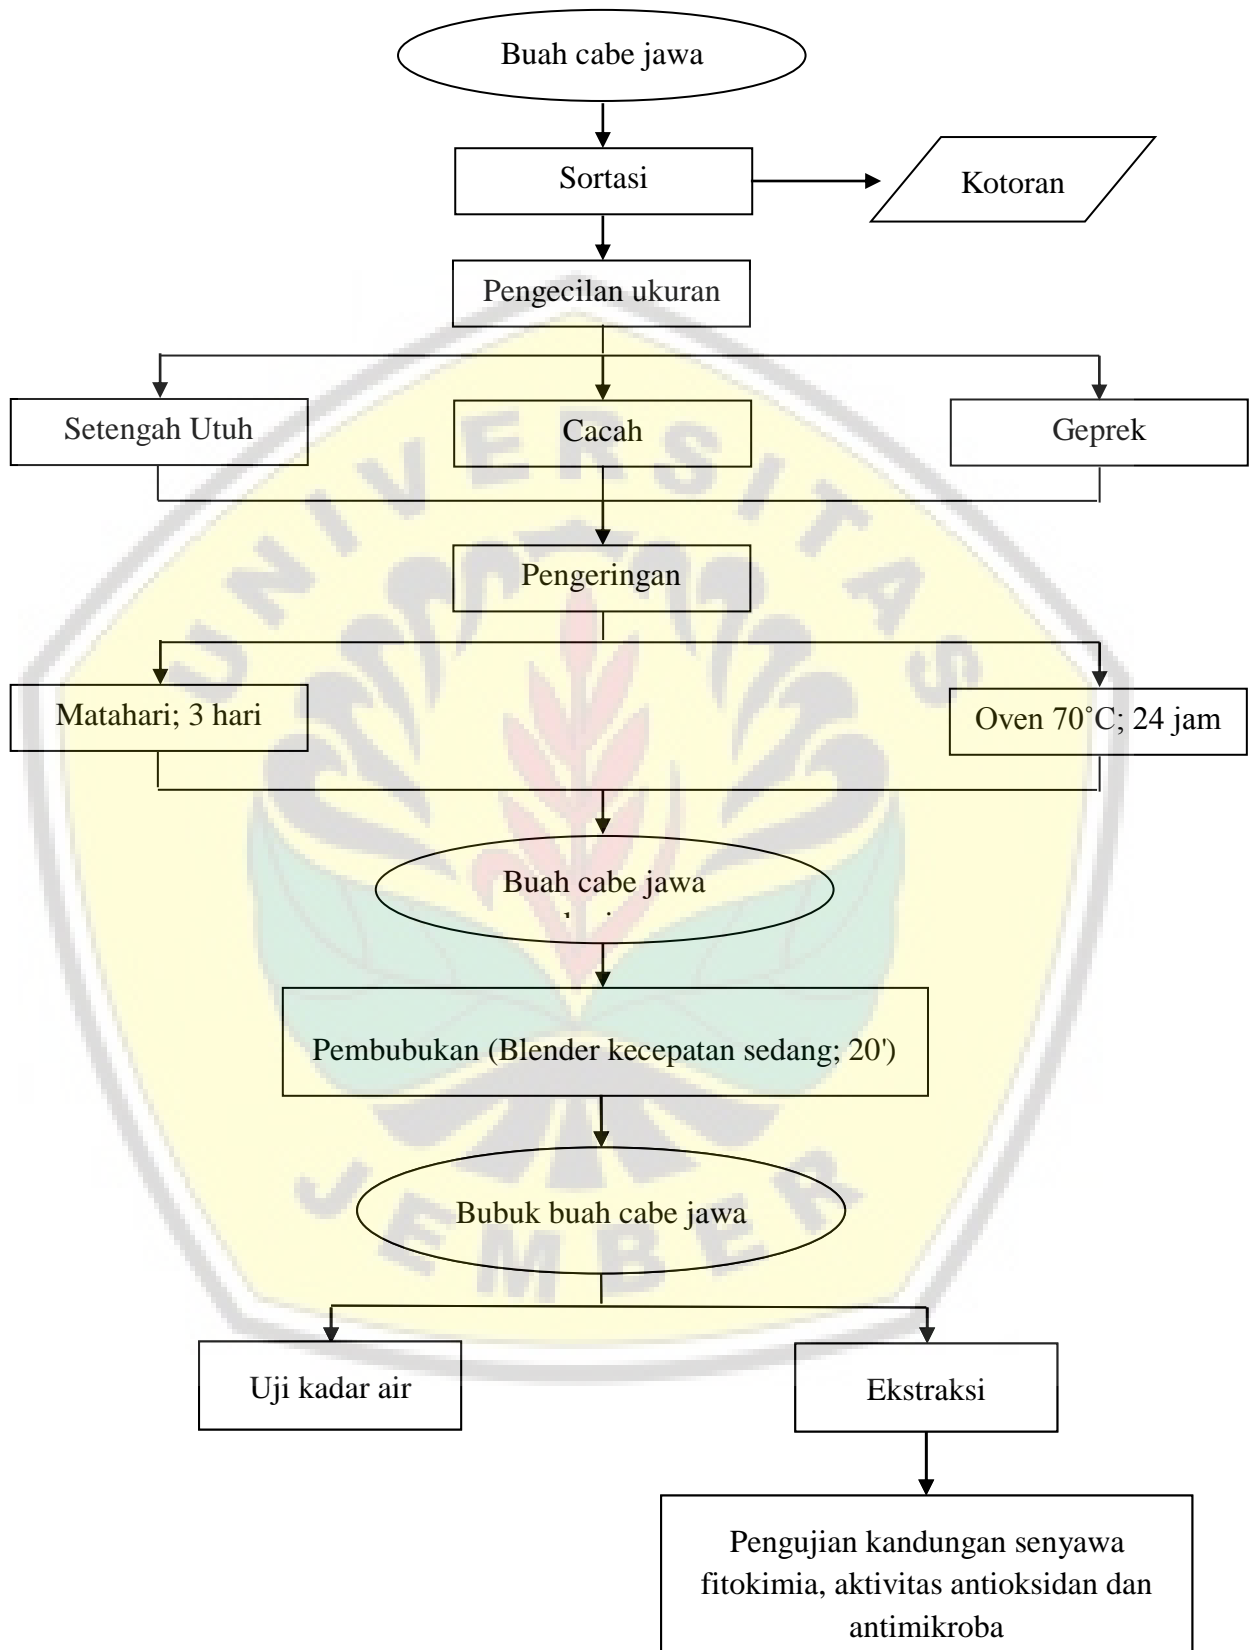 Buah cabe jawa
Sortasi
Kotoran
Pengecilan ukuran
Setengah Utuh
Cacah
Geprek
Pengeringan
Matahari; 3 hari
Oven 70˚C; 24 jam
Buah cabe jawa
Pembubukan (Blender kecepatan sedang; 20')
Bubuk buah cabe jawa
Uji kadar air
Ekstraksi
Pengujian kandungan senyawa
fitokimia, aktivitas antioksidan dan
antimikroba
UNIVERSITAS
JEMBER